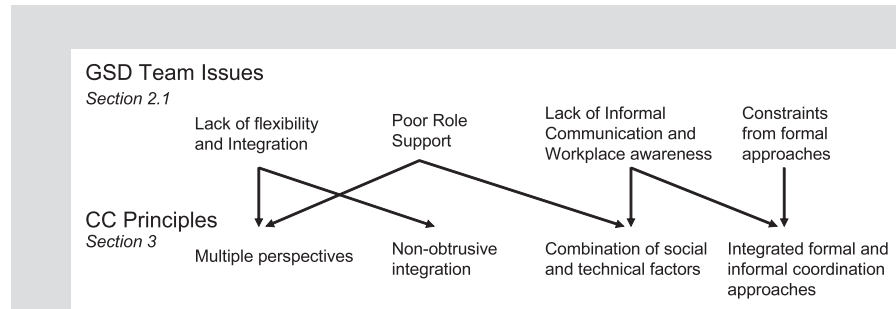 GSD Team Issues
Section 2.1
Lack of flexibility
and Integration
Poor Role
Support
Lack of Informal
Communication and
Workplace awareness
Constraints
from formal
approaches
CC Principles
Section 3
Multiple perspectives
Non-obtrusive
integration
Combination of social
and technical factors
Integrated formal and
informal coordination
approaches